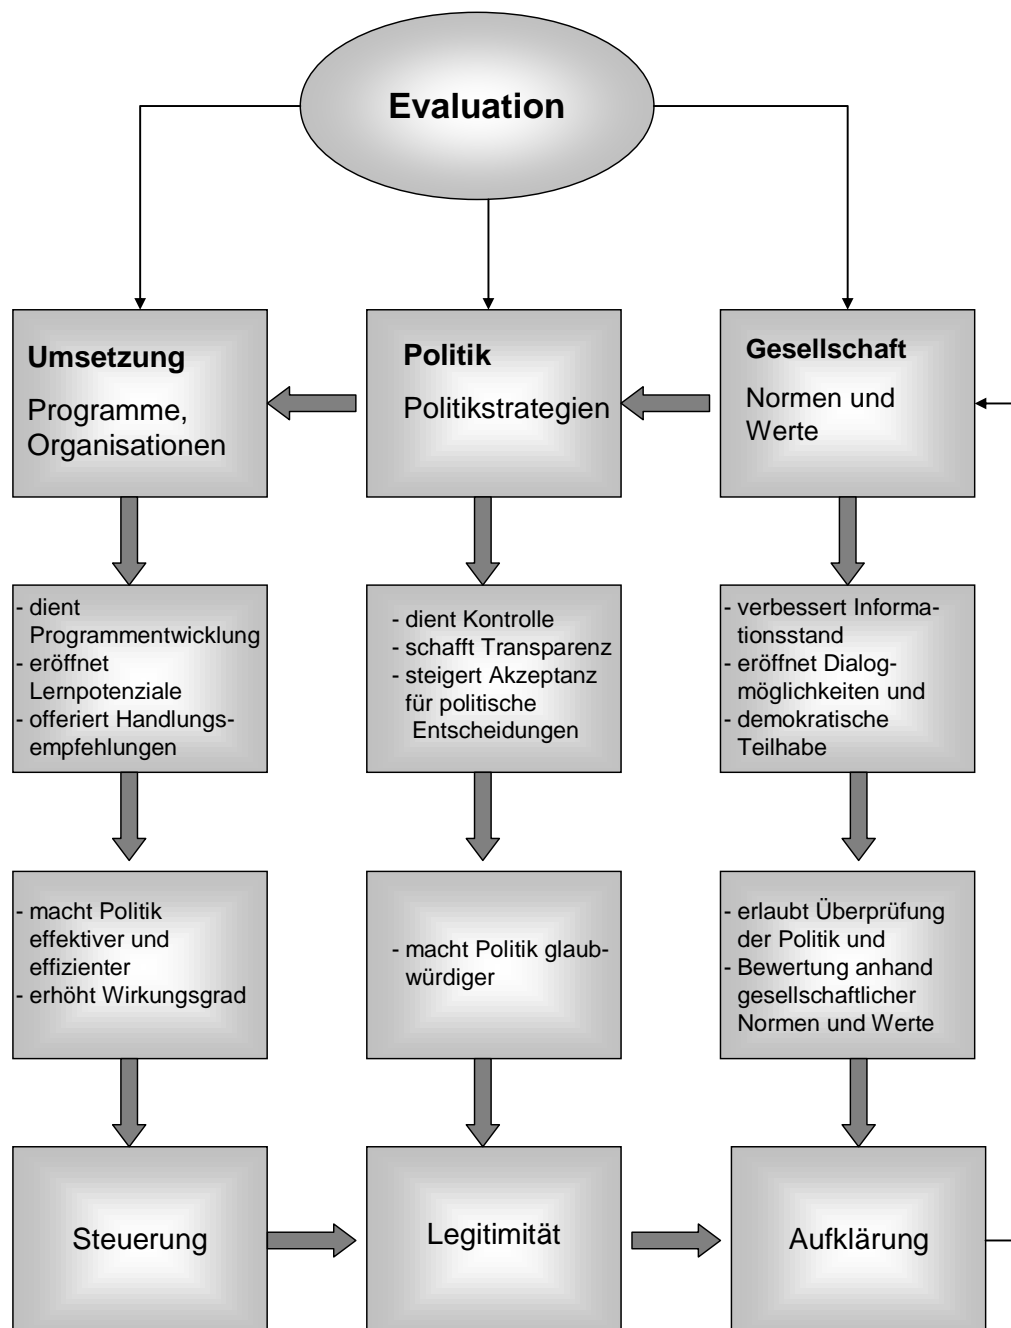 Evaluation
Umsetzung
Programme,
Organisationen
Politik
Politikstrategien
Gesellschaft
Normen und
Werte
- dient
Programmentwicklung
- eröffnet
Lernpotenziale
- offeriert Handlungs-
empfehlungen
- dient Kontrolle
- schafft Transparenz
- steigert Akzeptanz
für politische
Entscheidungen
- verbessert Informa-
tionsstand
- eröffnet Dialog-
möglichkeiten und
- demokratische
Teilhabe
- macht Politik
effektiver und
effizienter
- erhöht Wirkungsgrad
- macht Politik glaub-
würdiger
- erlaubt Überprüfung
der Politik und
- Bewertung anhand
gesellschaftlicher
Normen und Werte
Steuerung
Legitimität
Aufklärung